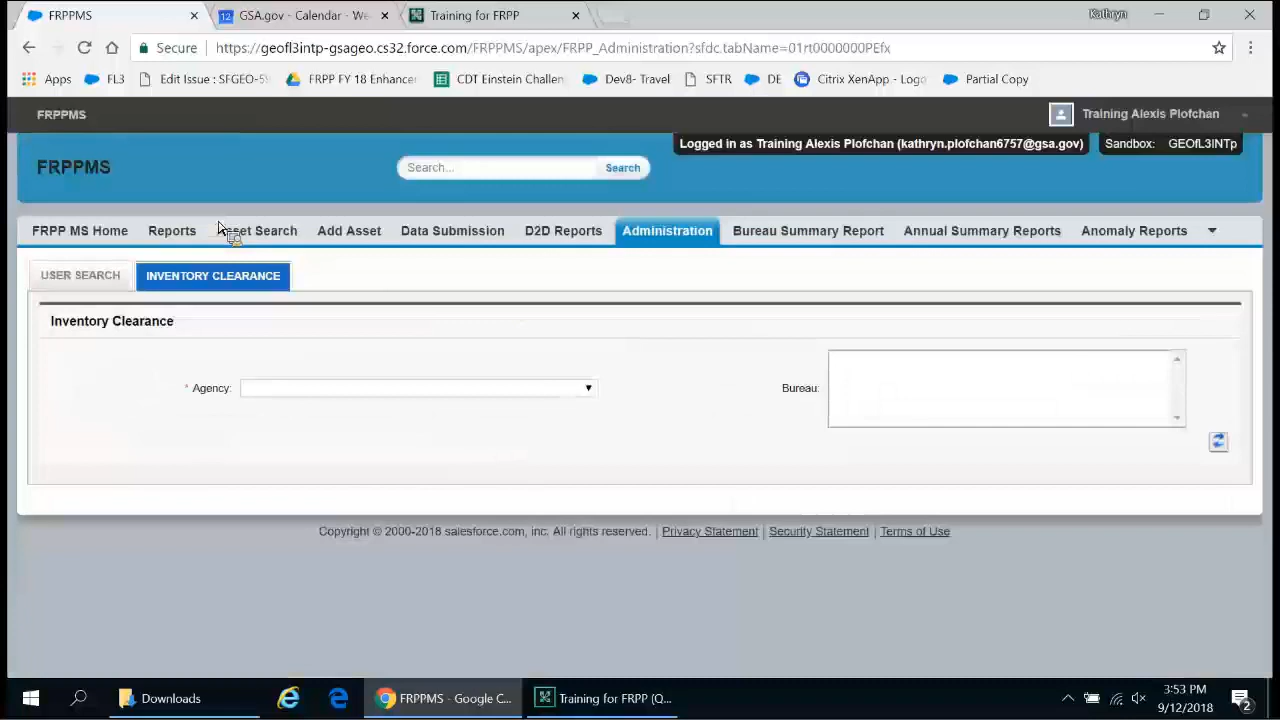 FRPPMS
GSA.gov - Calendar - We
Training for FRPP
Kathryn
Secure
https://geofl3intp-gsageo.cs32.force.com/FRPPMS/apex/FRPP_Administration?sfdc.tabName=01rt0000000PEfx
Apps
FL3
Edit Issue : SFGEO-59
FRPP FY 18 Enhancer
CDT Einstein Challen
Dev8- Travel
SFTR
DE
Citrix XenApp - Logo
Partial Copy
FRPPMS
Training Alexis Plofchan
Logged in as Training Alexis Plofchan (kathryn.plofchan6757@gsa.gov)
Sandbox: GEOfL3INTp
FRPPMS
Search...
Search
FRPP MS Home
Reports
Asset Search
Add Asset
Data Submission
D2D Reports
Administration
Bureau Summary Report
Annual Summary Reports
Anomaly Reports
USER SEARCH
INVENTORY CLEARANCE
Inventory Clearance
* Agency:
Bureau:
Copyright © 2000-2018 salesforce.com, inc. All rights reserved. | Privacy Statement | Security Statement | Terms of Use
Downloads
FRPPMS - Google C...
Training for FRPP (Q...
3:53 PM
9/12/2018
2